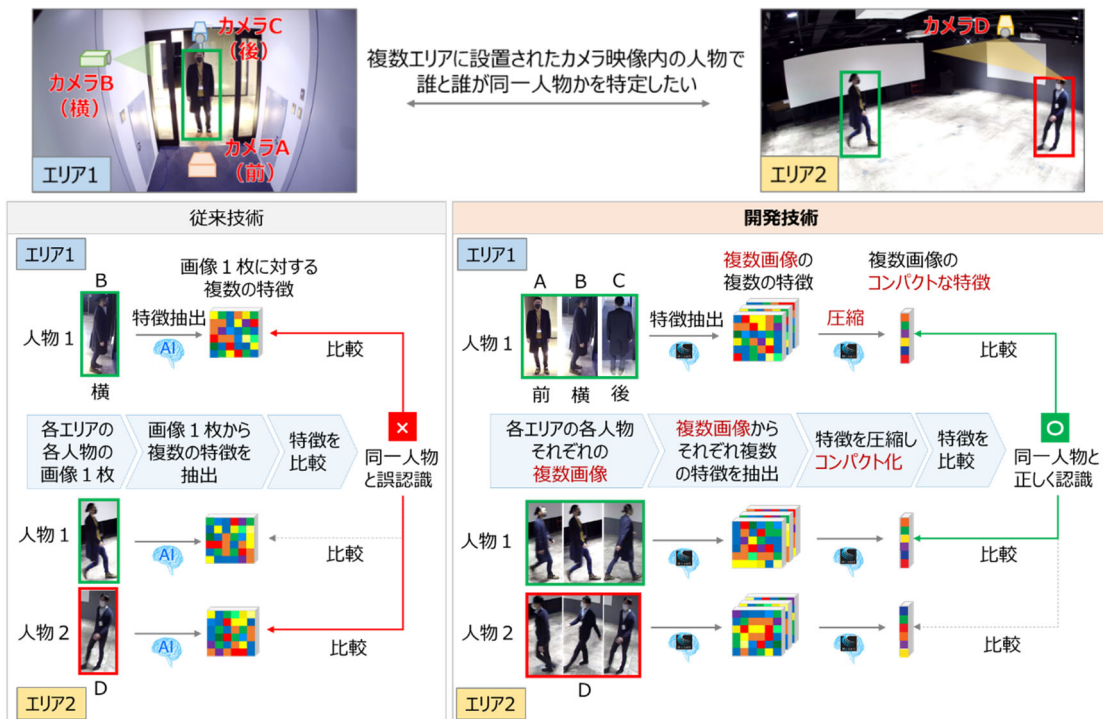 カメラC
(後)
カメラB
(横)
カメラA
(前)
エリア1
複数エリアに設置されたカメラ映像内の人物で
誰と誰が同一人物かを特定したい
カメラD
エリア2
従来技術
エリア1
B
画像1枚に対する
複数の特徴
人物1
特徴抽出
AI
比較
横
各エリアの
各人物の
画像1枚
画像1枚から
複数の特徴を
抽出
特徴を
比較
×
同一人物
と誤認識
人物1
AI
比較
人物2
AI
比較
D
エリア2
開発技術
エリア1
A
B
C
複数画像の
複数の特徴
複数画像の
コンパクトな特徴
人物1
特徴抽出
圧縮
比較
前
横
後
各エリアの各人物
それぞれの
複数画像
複数画像から
それぞれ複数
の特徴を抽出
特徴を圧縮し
コンパクト化
特徴を
比較
○
同一人物と
正しく認識
人物1
比較
人物2
比較
D
エリア2